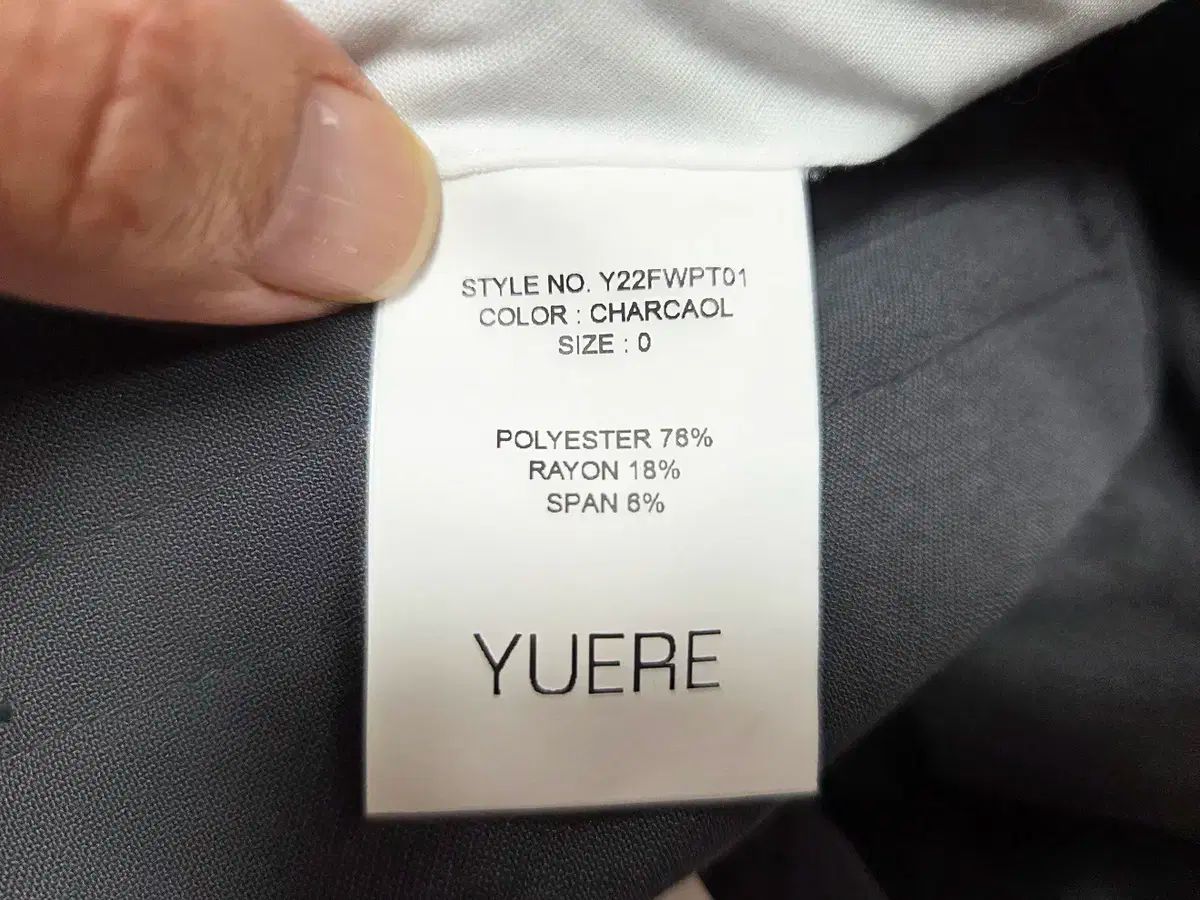 STYLE NO. Y22FWPT01
COLOR : CHARCAOL
SIZE : 0
POLYESTER 76%
RAYON 18%
SPAN 6%
YUERE